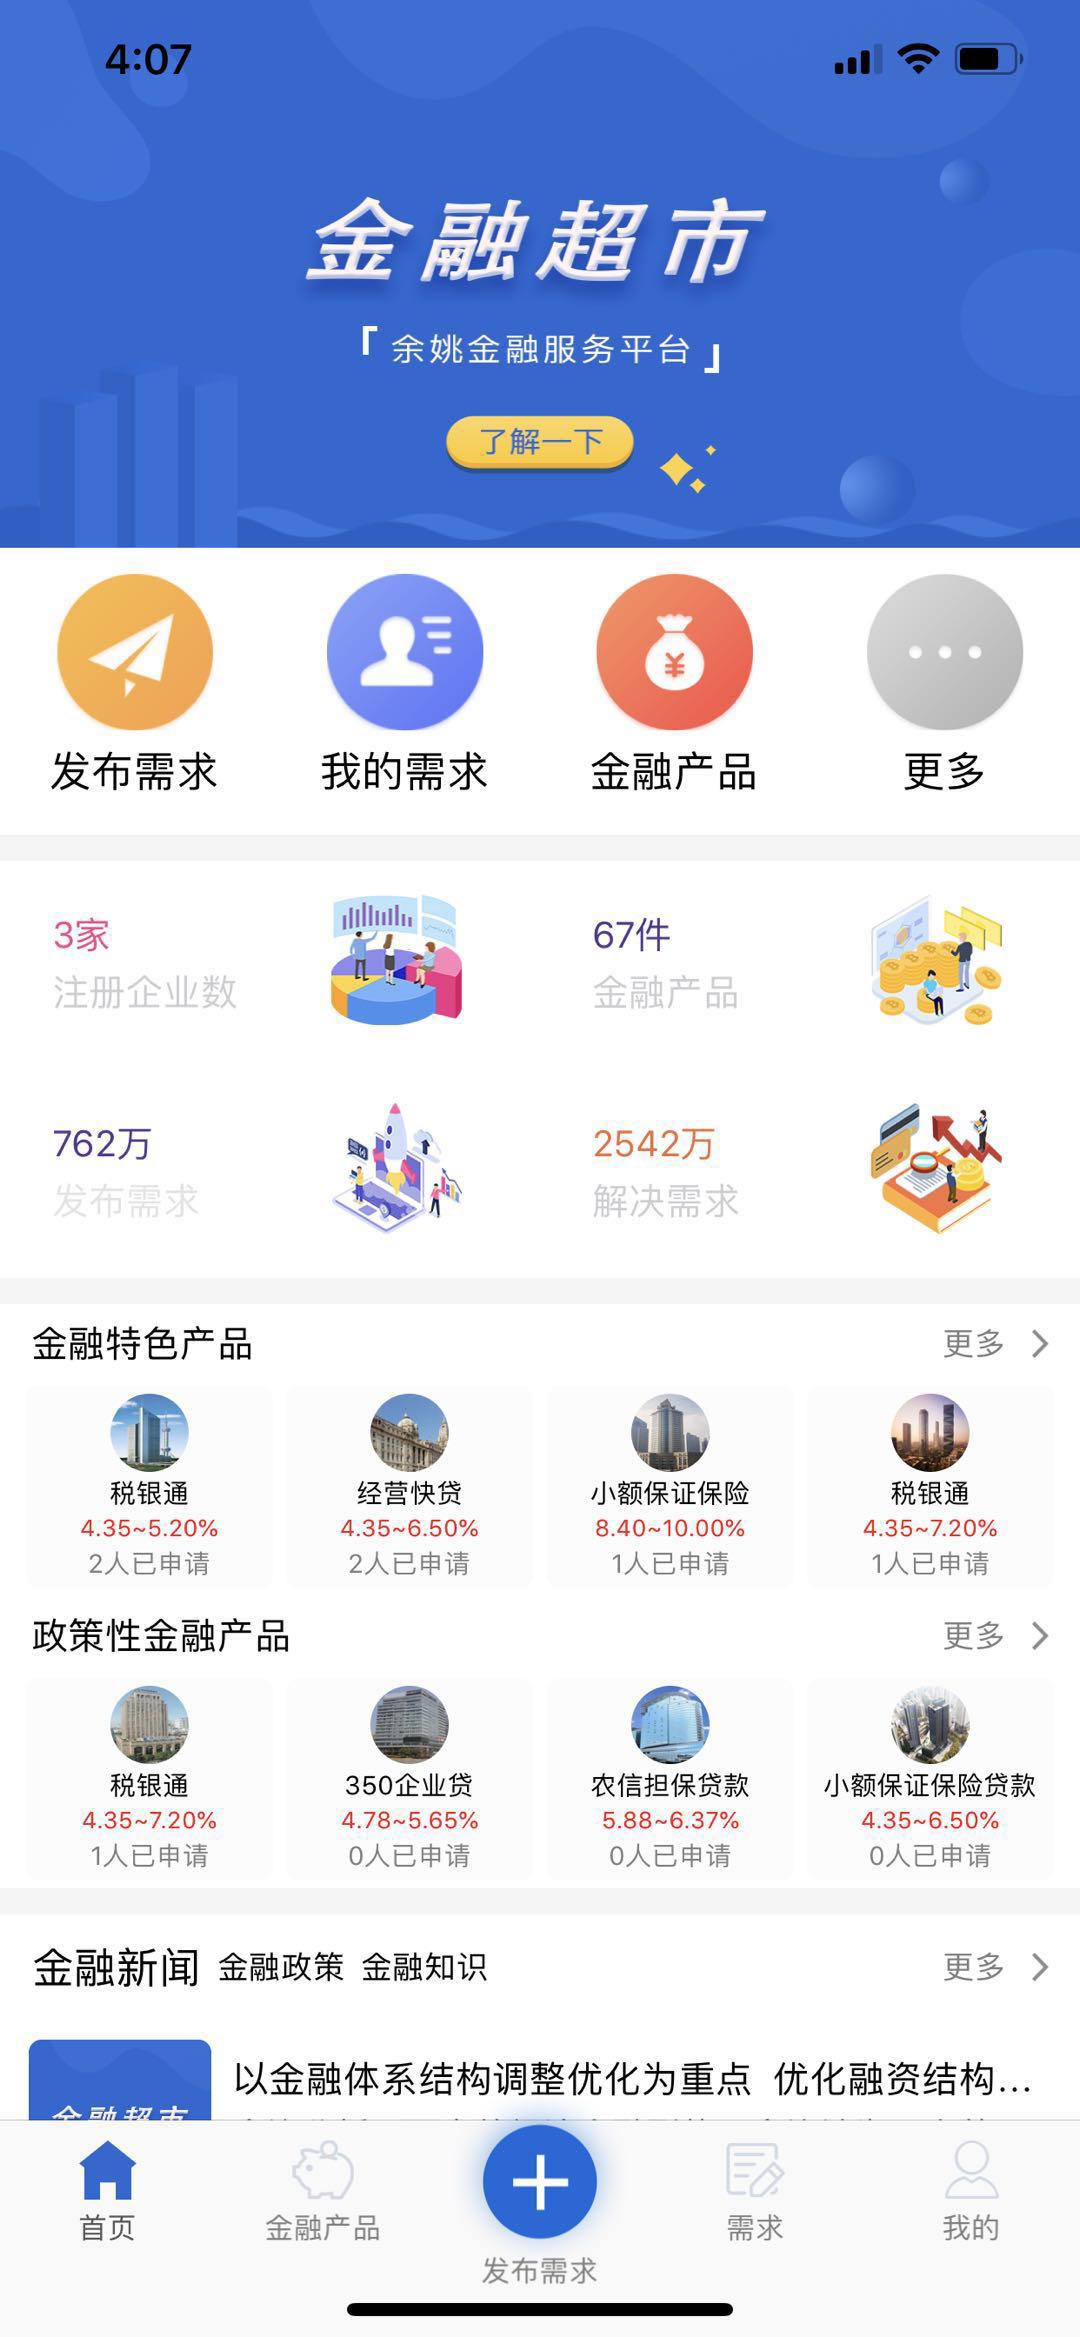 4:07
金融超市
「余姚金融服务平台」
了解一下
发布需求 我的需求 金融产品 更多
3家 67件
注册企业数 金融产品
762万 2542万
发布需求 解决需求
金融特色产品 更多
税银通 经营快贷 小额保证保险 税银通
4.35~5.20% 4.35~6.50% 8.40~10.00% 4.35~7.20%
2人已申请 2人已申请 1人已申请 1人已申请
政策性金融产品 更多
税银通 350企业贷 农信担保贷款 小额保证保险贷款
4.35~7.20% 4.78~5.65% 5.88~6.37% 4.35~6.50%
1人已申请 0人已申请 0人已申请 0人已申请
金融新闻 金融政策 金融知识 更多
以金融体系结构调整优化为重点 优化融资结构...
金融超市
首页 金融产品 需求 我的
发布需求